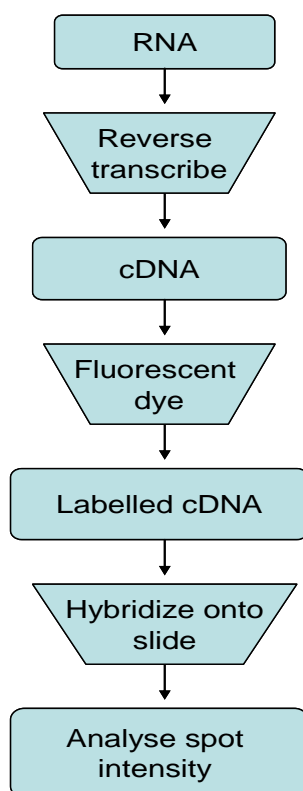 RNA
Reverse
transcribe
cDNA
Fluorescent
dye
Labelled cDNA
Hybridize onto
slide
Analyse spot
intensity